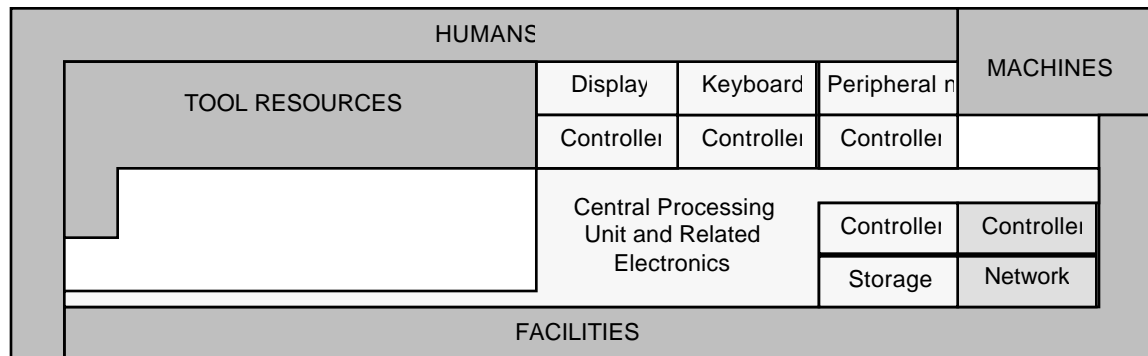 HUMANS
MACHINES
TOOL RESOURCES
Display
Keyboard
Peripheral n
Controller
Controller
Controller
Central Processing
Unit and Related
Electronics
Controller
Controller
Storage
Network
FACILITIES